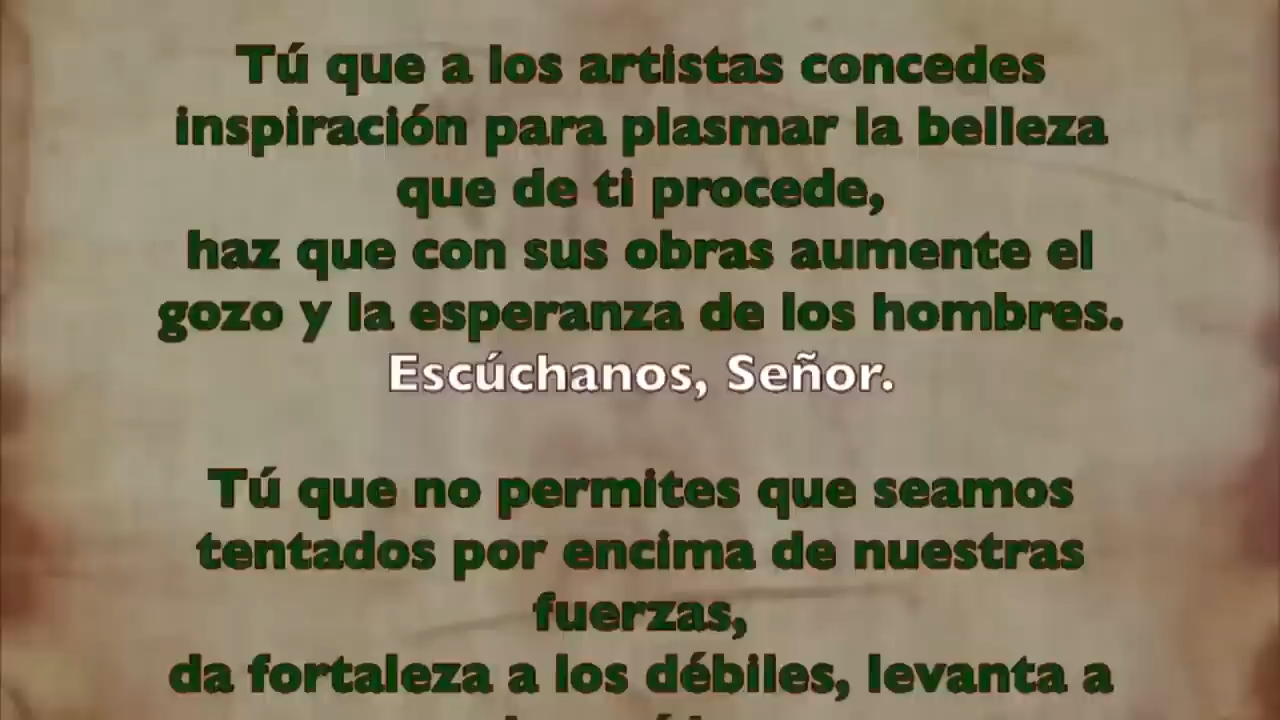 Tú que a los artistas concedes
inspiración para plasmar la belleza
que de ti procede,
haz que con sus obras aumente el
gozo y la esperanza de los hombres.
Escúchanos, Señor.
Tú que no permites que seamos
tentados por encima de nuestras
fuerzas,
da fortaleza a los débiles, levanta a